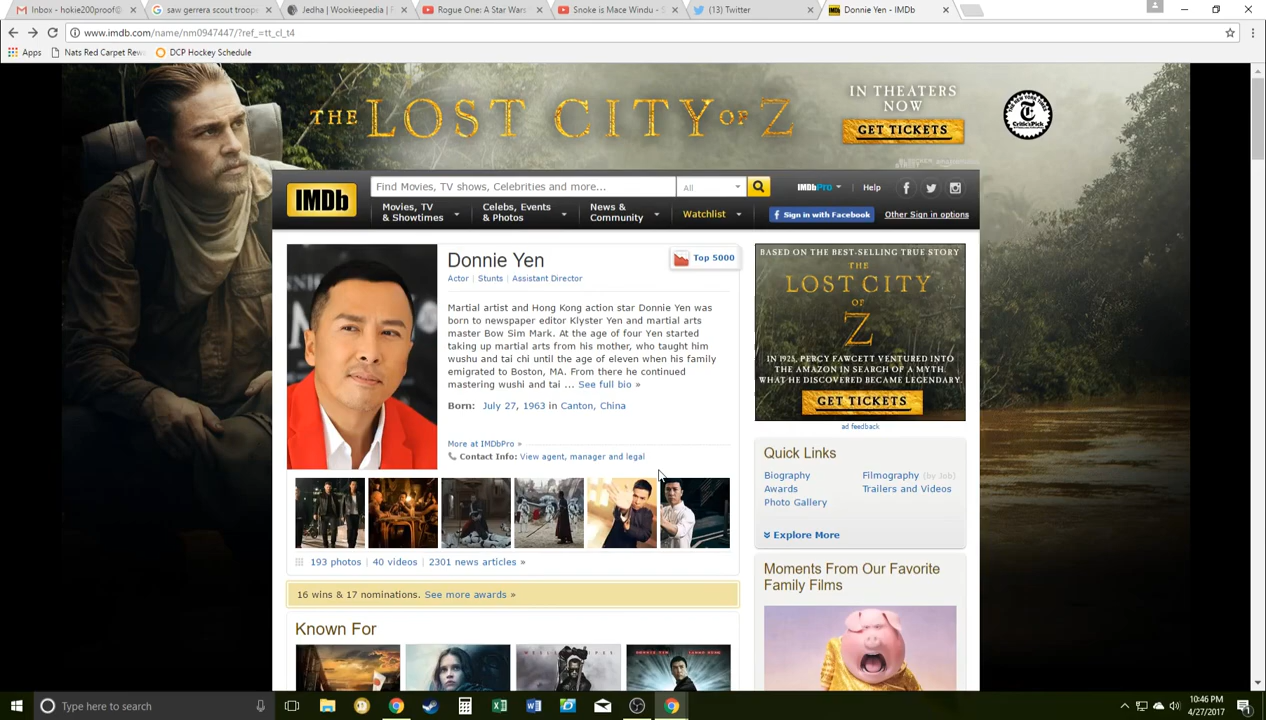 Inbox - hokie200proof@
saw gerrera scout troope
Jedha | Wookieepedia |
Rogue One: A Star Wars
Snoke is Mace Windu -
(13) Twitter
Donnie Yen - IMDb
www.imdb.com/name/nm0947447/?ref_=tt_cl_t4
Apps
Nats Red Carpet Rew
DCP Hockey Schedule
THE LOST CITY OF Z
IN THEATERS
NOW
GET TICKETS
Critic's Pick
IMDb
Find Movies, TV shows, Celebrities and more...
All
IMDbPro
Help
Movies, TV
& Showtimes
Celebs, Events
& Photos
News &
Community
Watchlist
Sign in with Facebook
Other Sign in options
Donnie Yen
Top 5000
Actor | Stunts | Assistant Director
Martial artist and Hong Kong action star Donnie Yen was
born to newspaper editor Klyster Yen and martial arts
master Bow Sim Mark. At the age of four Yen started
taking up martial arts from his mother, who taught him
wushu and tai chi until the age of eleven when his family
emigrated to Boston, MA. From there he continued
mastering wushi and tai ... See full bio »
Born: July 27, 1963 in Canton, China
More at IMDbPro »
Contact Info: View agent, manager and legal
193 photos | 40 videos | 2301 news articles »
16 wins & 17 nominations. See more awards »
Known For
BASED ON THE BEST-SELLING TRUE STORY
THE
LOST CITY
OF
Z
IN 1925, PERCY FAWCETT VENTURED INTO
THE AMAZON IN SEARCH OF A MYTH.
WHAT HE DISCOVERED BECAME LEGENDARY.
GET TICKETS
ad feedback
Quick Links
Biography
Filmography (by Job)
Awards
Trailers and Videos
Photo Gallery
Explore More
Moments From Our Favorite
Family Films
Type here to search
10:46 PM
4/27/2017